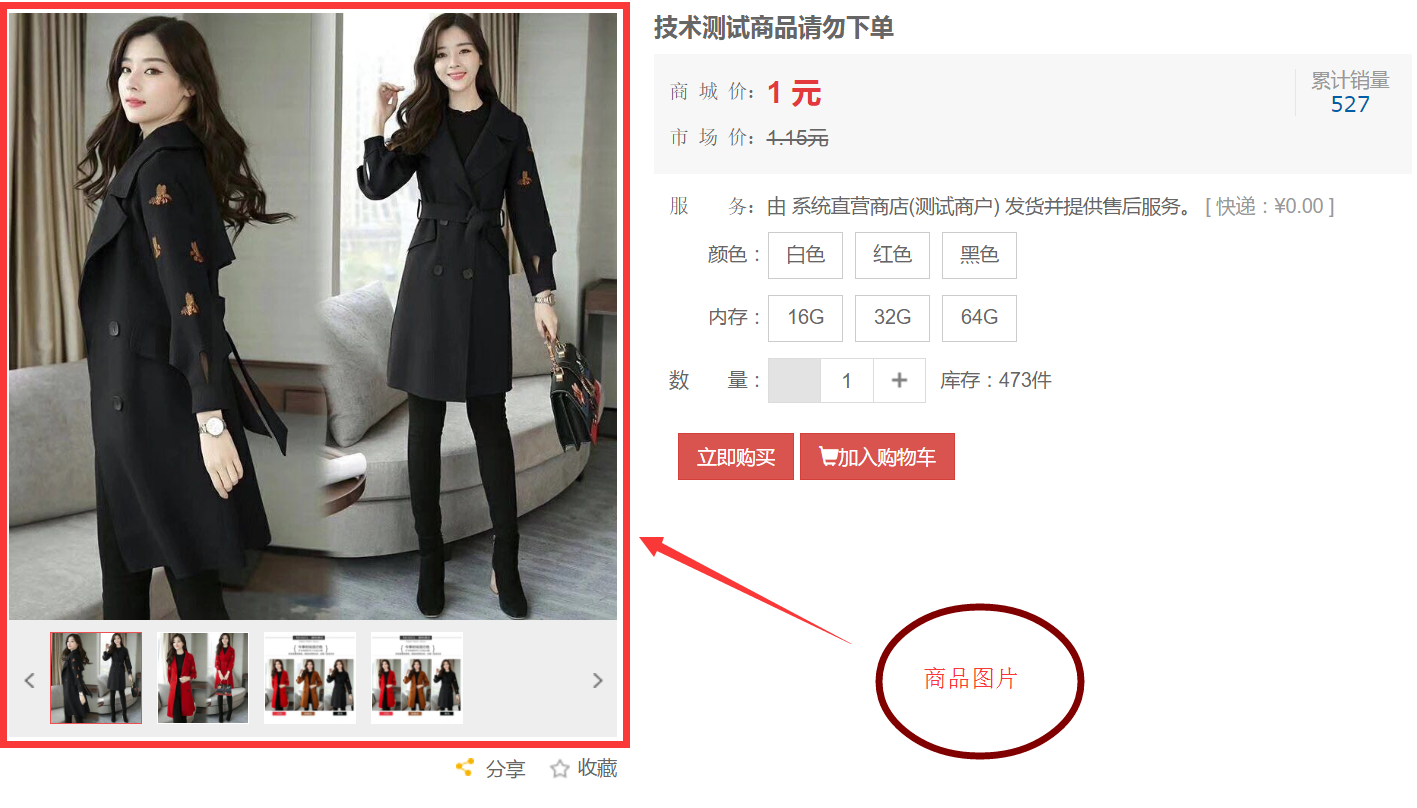 技术测试商品请勿下单
商 城 价： 1 元
累计销量
527
市 场 价： 1.15元
服 务： 由 系统直营商店(测试商户) 发货并提供售后服务。 [ 快递：¥0.00 ]
颜色： 白色 红色 黑色
内存： 16G 32G 64G
数 量： 1 + 库存：473件
立即购买 加入购物车
商品图片
分享 收藏